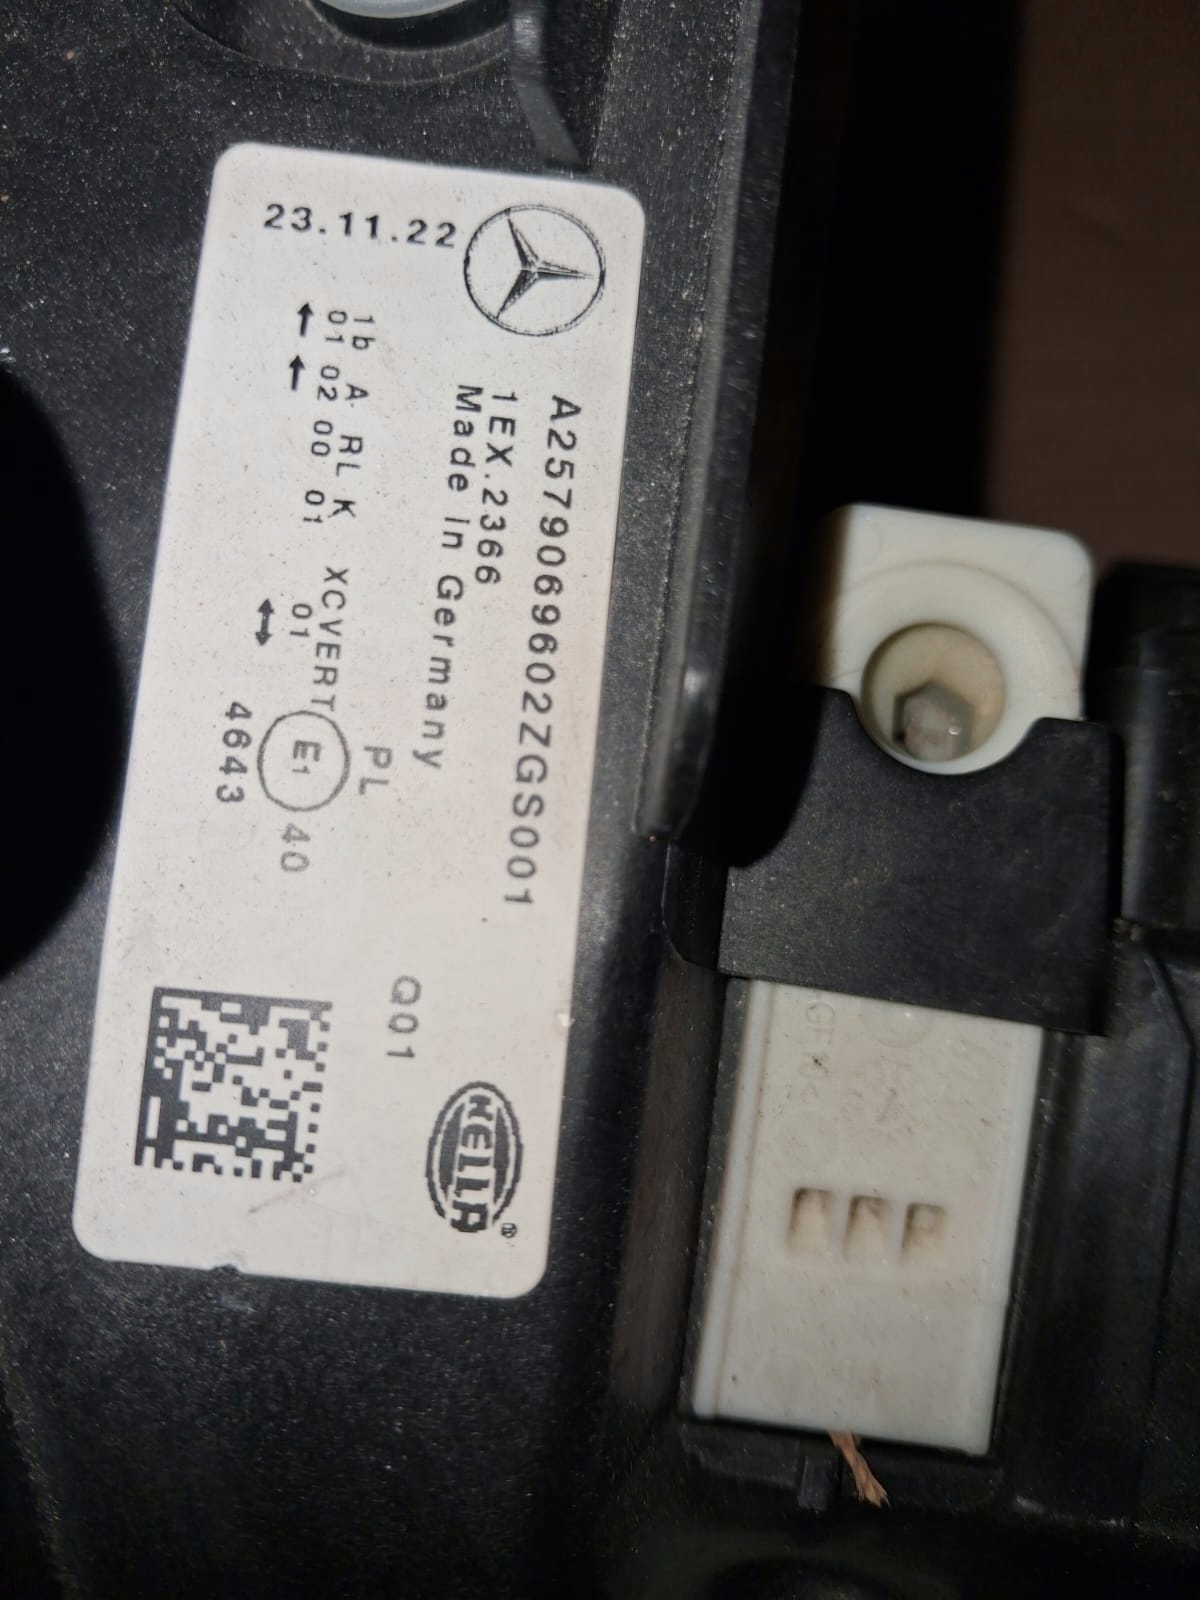 23.11.22
A2579069602ZGS001
1EX.2366
Made in Germany
PL
Q01
1b A RL K XCVERT
01 02 00 01 01
E1 40
4643
HELLA®